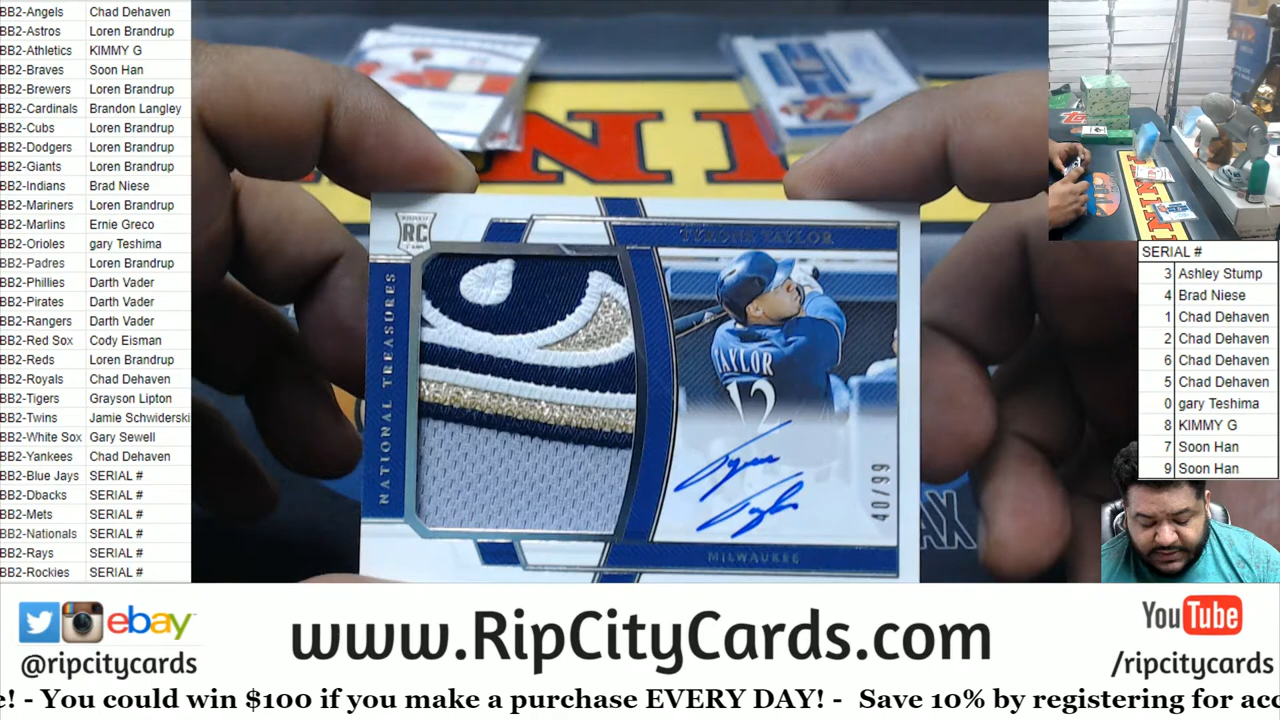 BB2-Angels Chad Dehaven
BB2-Astros Loren Brandrup
BB2-Athletics KIMMY G
BB2-Braves Soon Han
BB2-Brewers Loren Brandrup
BB2-Cardinals Brandon Langley
BB2-Cubs Loren Brandrup
BB2-Dodgers Loren Brandrup
BB2-Giants Loren Brandrup
BB2-Indians Brad Niese
BB2-Mariners Loren Brandrup
BB2-Marlins Ernie Greco
BB2-Orioles gary Teshima
BB2-Padres Loren Brandrup
BB2-Phillies Darth Vader
BB2-Pirates Darth Vader
BB2-Rangers Darth Vader
BB2-Red Sox Cody Eisman
BB2-Reds Loren Brandrup
BB2-Royals Chad Dehaven
BB2-Tigers Grayson Lipton
BB2-Twins Jamie Schwiderski
BB2-White Sox Gary Sewell
BB2-Yankees Chad Dehaven
BB2-Blue Jays SERIAL #
BB2-Dbacks SERIAL #
BB2-Mets SERIAL #
BB2-Nationals SERIAL #
BB2-Rays SERIAL #
BB2-Rockies SERIAL #
NINI
RC
NATIONAL TREASURES
TYRONE TAYLOR
TAYLOR
12
40/99
MILWAUKEE
AX
SERIAL #
3 Ashley Stump
4 Brad Niese
1 Chad Dehaven
2 Chad Dehaven
6 Chad Dehaven
5 Chad Dehaven
0 gary Teshima
8 KIMMY G
7 Soon Han
9 Soon Han
ebay
@ripcitycards
www.RipCityCards.com
YouTube
/ripcitycards
e! - You could win $100 if you make a purchase EVERY DAY! - Save 10% by registering for acc